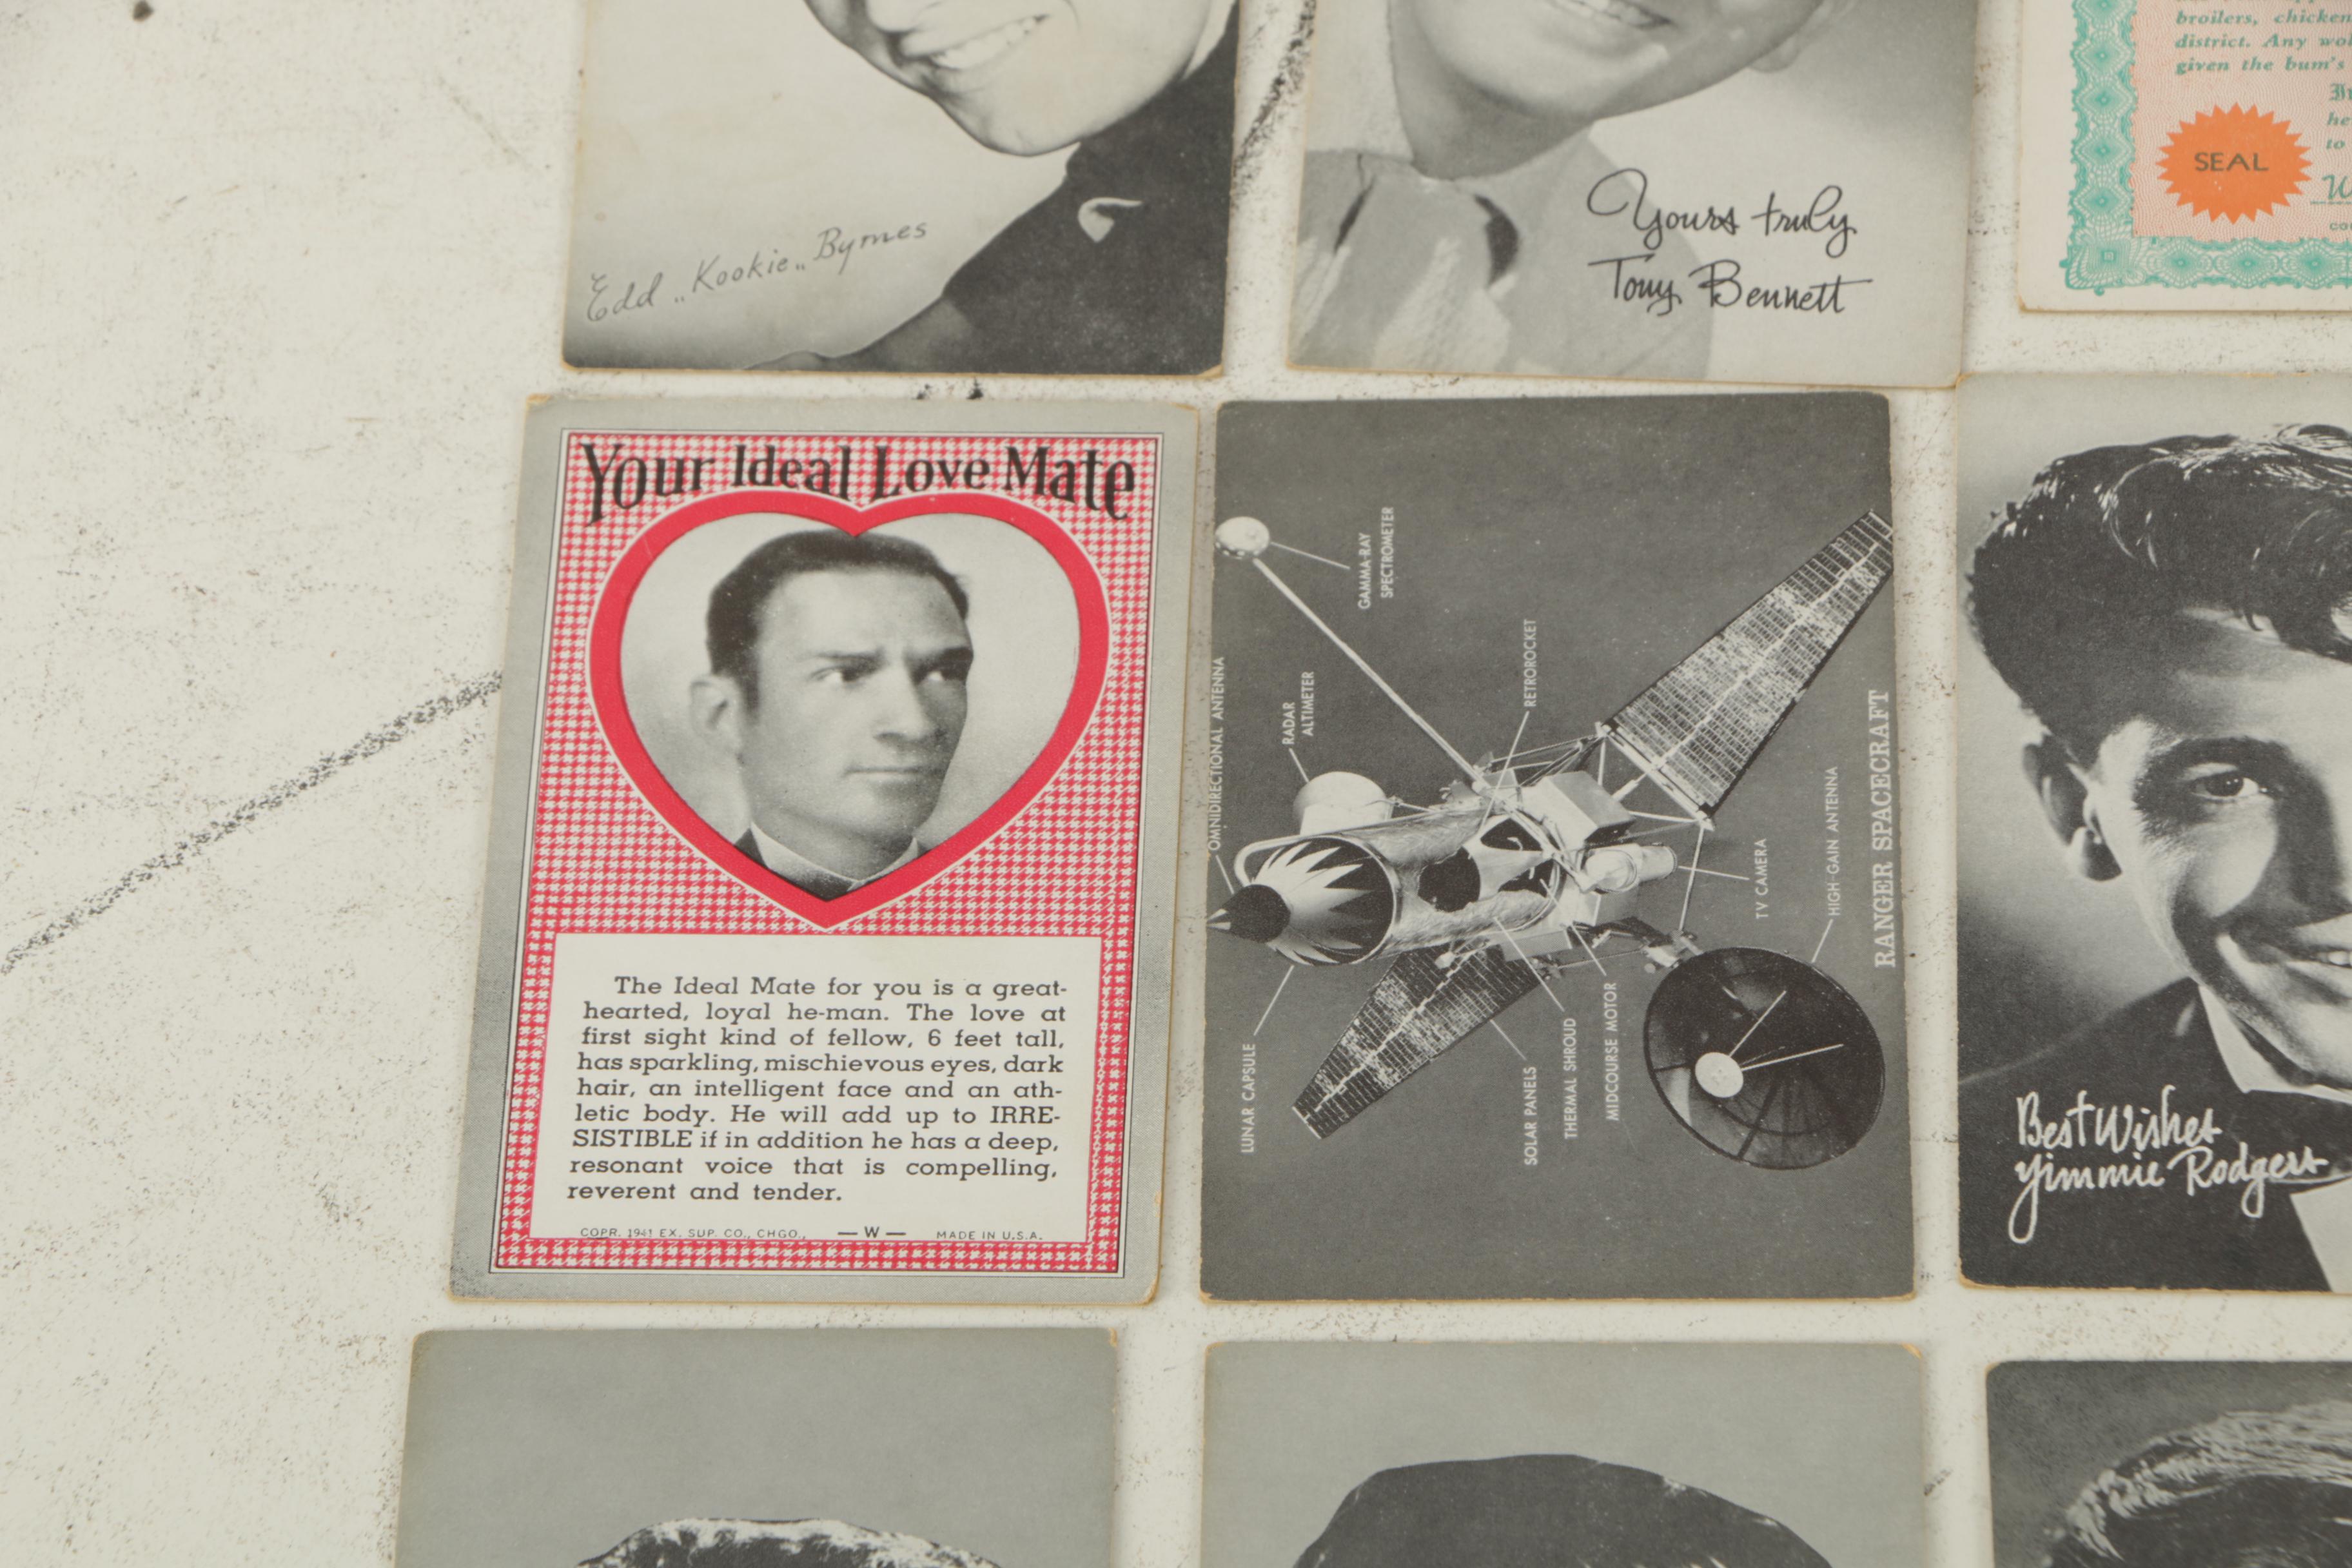 Edd „Kookie„ Byrnes
Yours truly
Tony Bennett
broilers, chicken
district. Any
given the bum's
he
to
SEAL
Your Ideal Love Mate
The Ideal Mate for you is a great-
hearted, loyal he-man. The love at
first sight kind of fellow, 6 feet tall,
has sparkling, mischievous eyes, dark
hair, an intelligent face and an ath-
letic body. He will add up to IRRE-
SISTIBLE if in addition he has a deep,
resonant voice that is compelling,
reverent and tender.
COPR. 1941 EX. SUP. CO., CHGO., —W— MADE IN U.S.A.
OMNIDIRECTIONAL ANTENNA
RADAR
ALTIMETER
GAMMA-RAY
SPECTROMETER
RETROROCKET
LUNAR CAPSULE
SOLAR PANELS
THERMAL SHROUD
MIDCOURSE MOTOR
TV CAMERA
HIGH-GAIN ANTENNA
RANGER SPACECRAFT
Best Wishes
Jimmie Rodgers